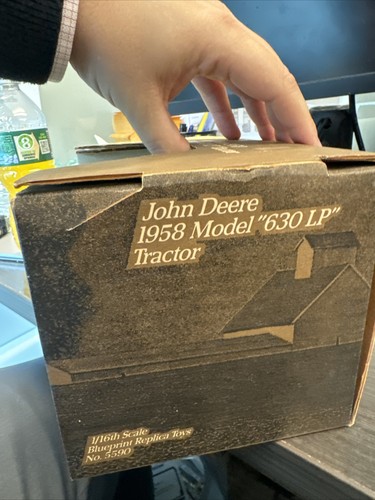 John Deere
1958 Model "630 LP"
Tractor
1/16th Scale
Blueprint Replica Toys
No. 5590